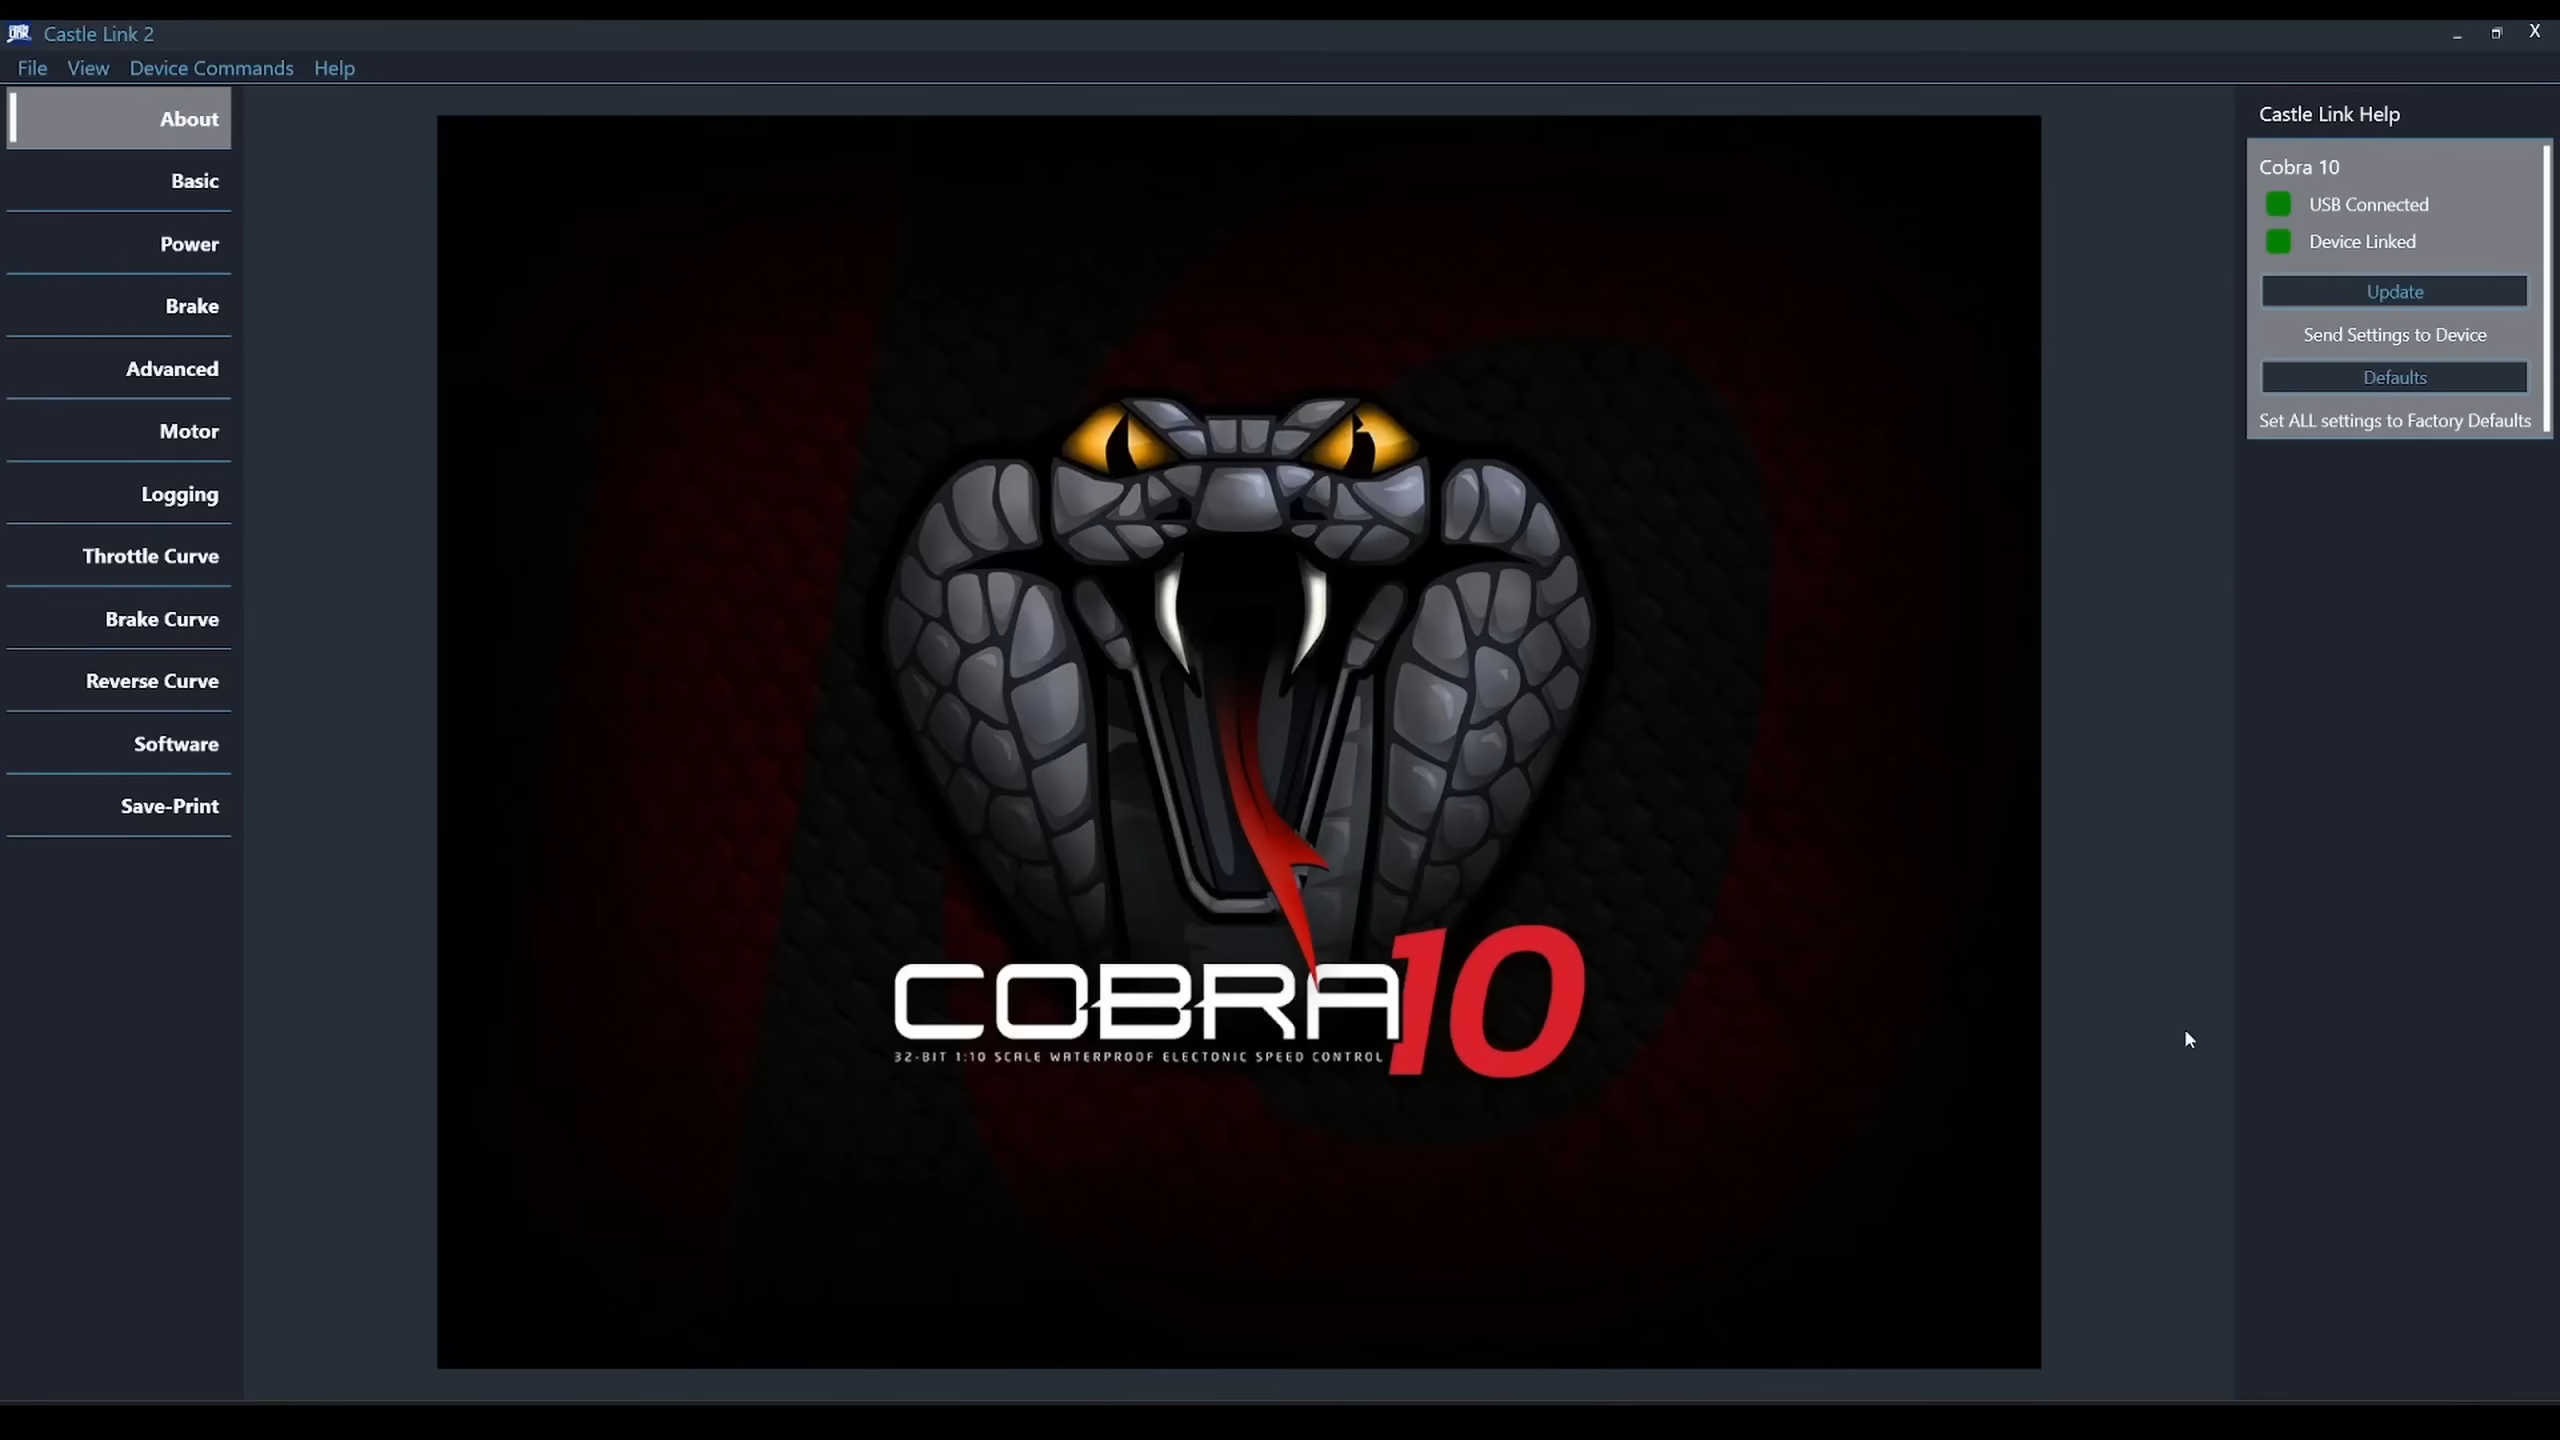 Castle Link 2
File View Device Commands Help
About
Basic
Power
Brake
Advanced
Motor
Logging
Throttle Curve
Brake Curve
Reverse Curve
Software
Save-Print
COBRA 10
32-BIT 1:10 SCALE WATERPROOF ELECTONIC SPEED CONTROL
Castle Link Help
Cobra 10
USB Connected
Device Linked
Update
Send Settings to Device
Defaults
Set ALL settings to Factory Defaults